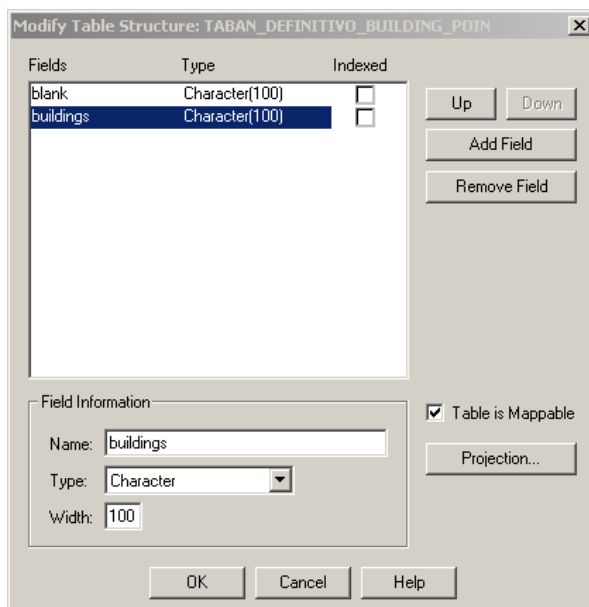 Modify Table Structure: TABAN_DEFINITIVO_BUILDING_POIN
Fields Type Indexed
blank Character(100)
buildings Character(100)
Up Down
Add Field
Remove Field
Field Information
Name: buildings
Type: Character
Width: 100
Table is Mappable
Projection...
OK Cancel Help